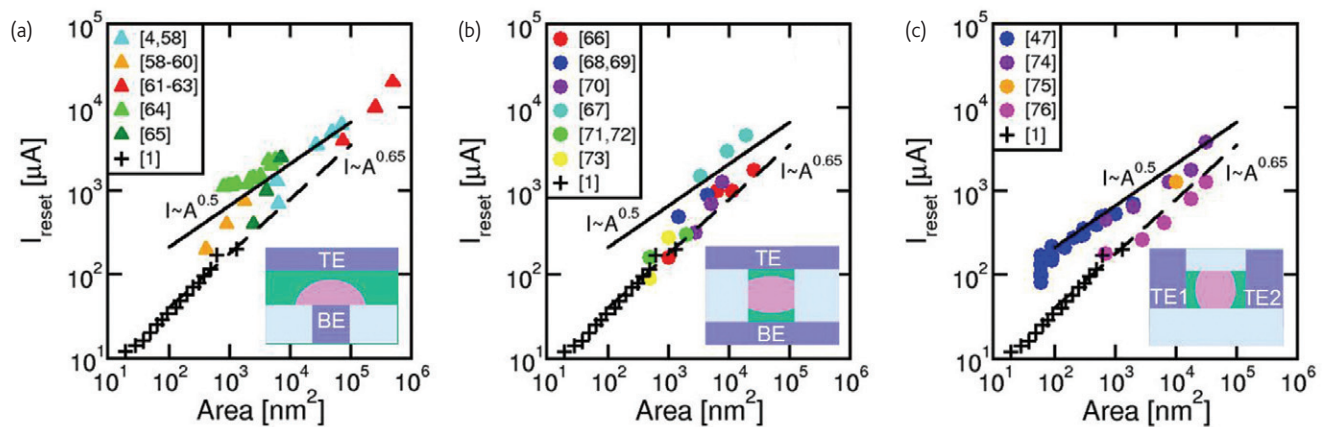 (a)
10⁵
10⁴
10³
10²
10¹
I_reset [µA]
[4,58]
[58-60]
[61-63]
[64]
[65]
[1]
I~A^0.5
I~A^0.65
TE
BE
10¹ 10² 10³ 10⁴ 10⁵ 10⁶
Area [nm²]
(b)
10⁵
10⁴
10³
10²
10¹
I_reset [µA]
[66]
[68,69]
[70]
[67]
[71,72]
[73]
[1]
I~A^0.5
I~A^0.65
TE
BE
10¹ 10² 10³ 10⁴ 10⁵ 10⁶
Area [nm²]
(c)
10⁵
10⁴
10³
10²
10¹
I_reset [µA]
[47]
[74]
[75]
[76]
[1]
I~A^0.5
I~A^0.65
TE1 TE2
10¹ 10² 10³ 10⁴ 10⁵ 10⁶
Area [nm²]